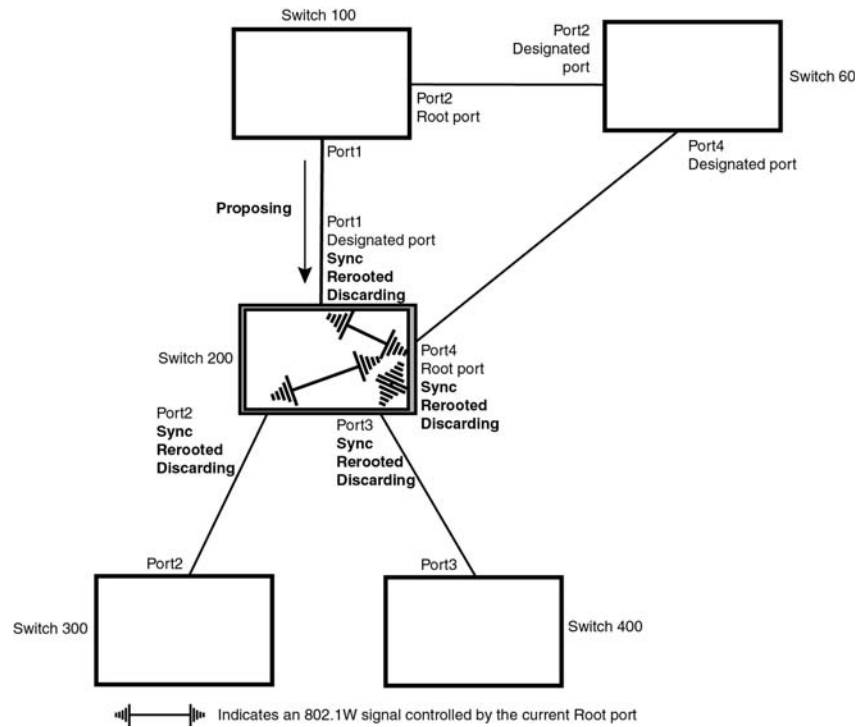 Switch 100
Port2
Designated
port
Switch 60
Port2
Root port
Port1
Port4
Designated port
Proposing
Port1
Designated port
Sync
Rerooted
Discarding
Switch 200
Port4
Root port
Sync
Rerooted
Discarding
Port2
Sync
Rerooted
Discarding
Port3
Sync
Rerooted
Discarding
Port2
Port3
Switch 300
Switch 400
Indicates an 802.1W signal controlled by the current Root port